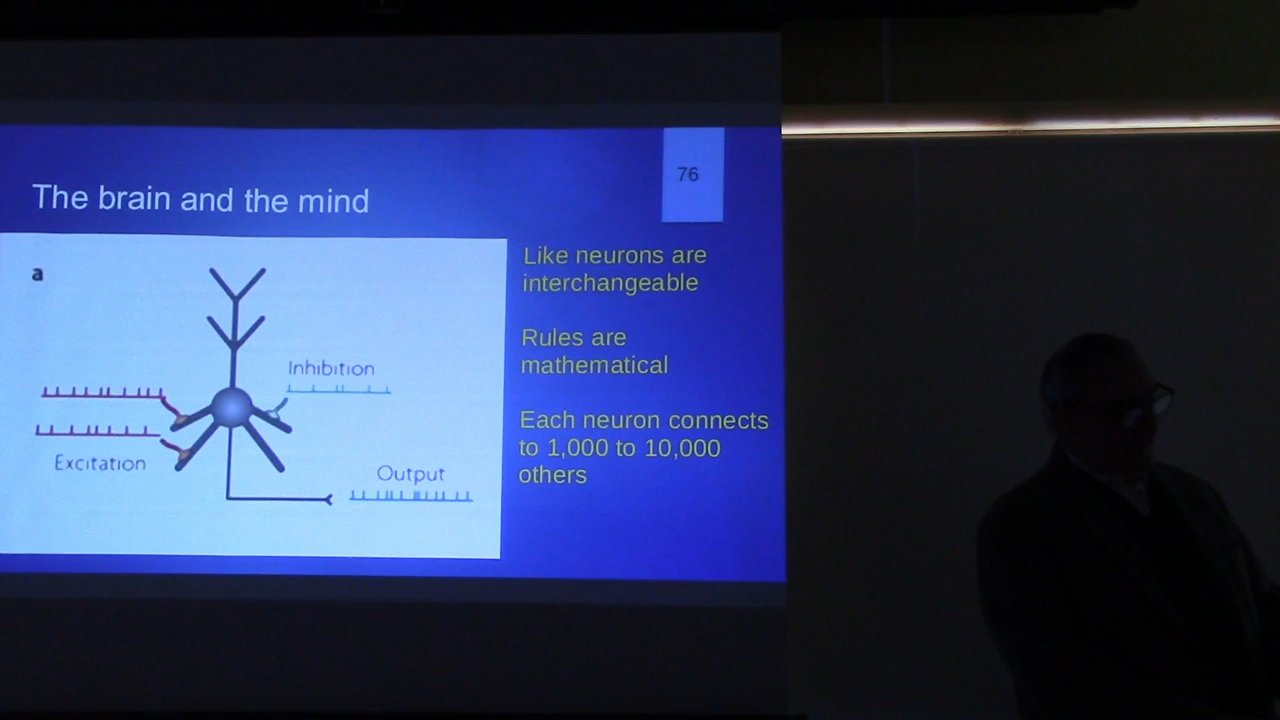 76
The brain and the mind
a
Inhibition
Excitation
Output
Like neurons are
interchangeable
Rules are
mathematical
Each neuron connects
to 1,000 to 10,000
others